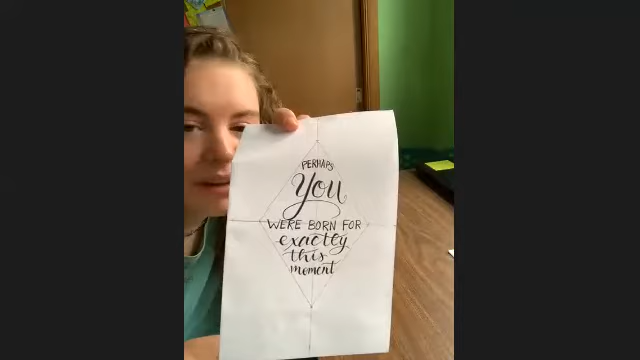 PERHAPS
You
WERE BORN FOR
exactly
this
moment